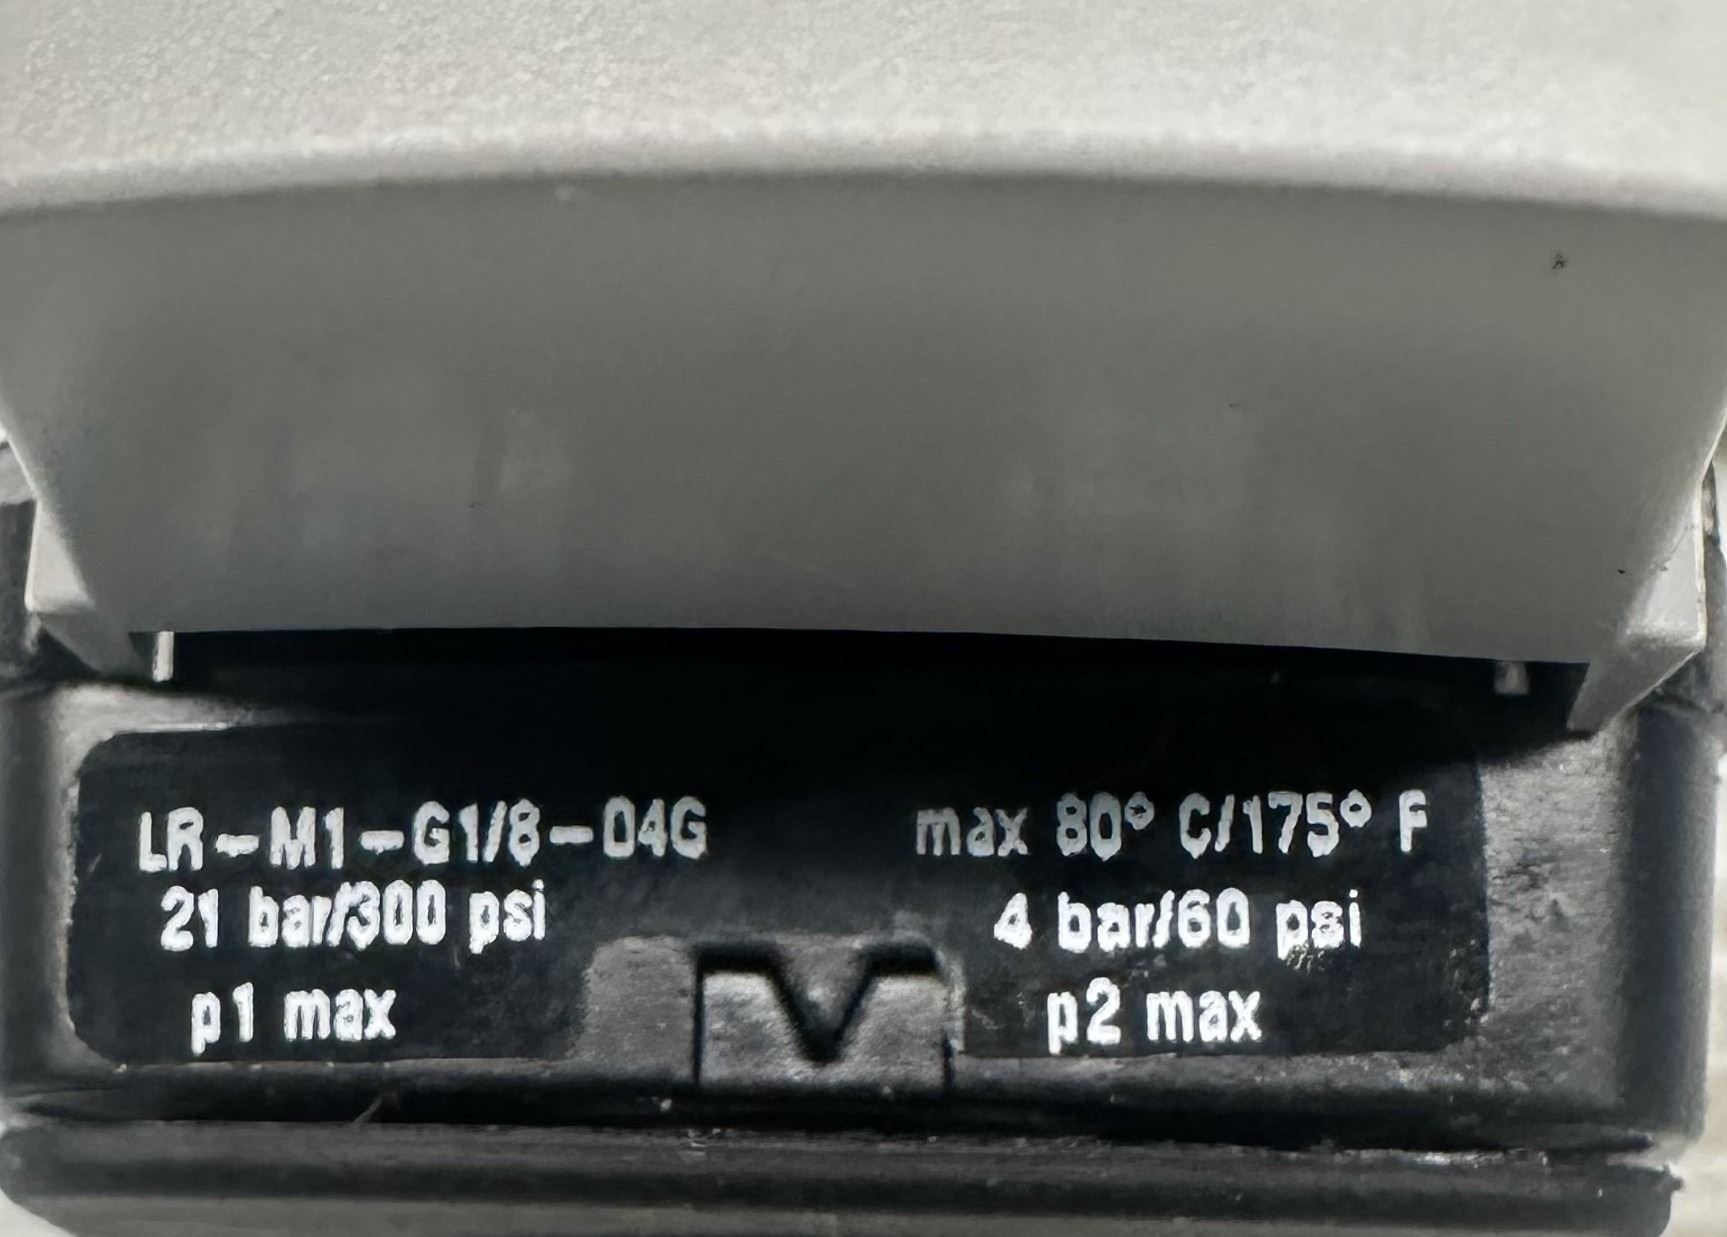 LR-M1-G1/8-04G
21 bar/300 psi
p1 max
max 80° C/175° F
4 bar/60 psi
p2 max